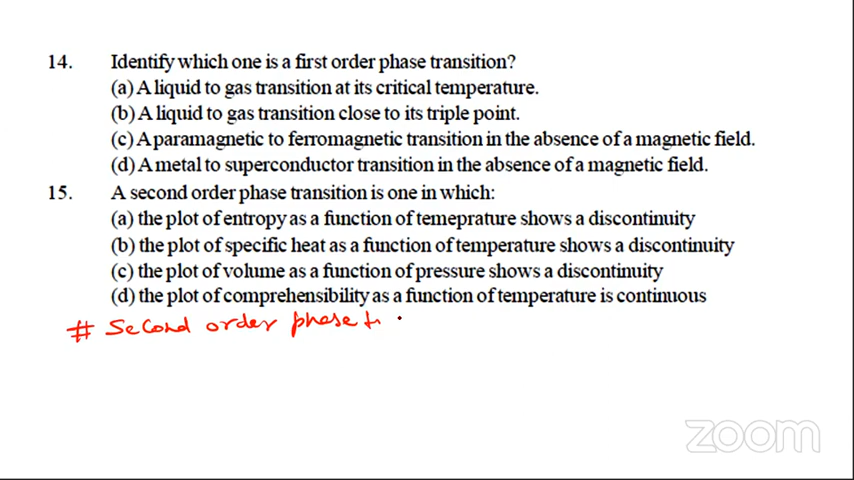 14. Identify which one is a first order phase transition?
(a) A liquid to gas transition at its critical temperature.
(b) A liquid to gas transition close to its triple point.
(c) A paramagnetic to ferromagnetic transition in the absence of a magnetic field.
(d) A metal to superconductor transition in the absence of a magnetic field.
15. A second order phase transition is one in which:
(a) the plot of entropy as a function of temeprature shows a discontinuity
(b) the plot of specific heat as a function of temperature shows a discontinuity
(c) the plot of volume as a function of pressure shows a discontinuity
(d) the plot of comprehensibility as a function of temperature is continuous
# Second order phase tr
zoom